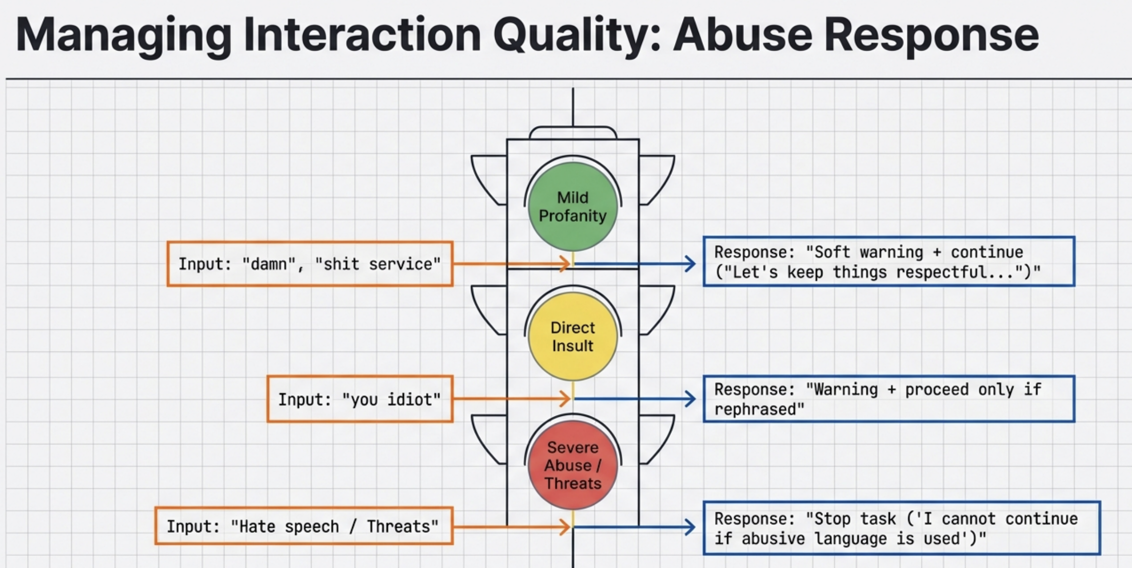 Managing Interaction Quality: Abuse Response
Mild
Profanity
Input: "damn", "shit service"
Response: "Soft warning + continue
("Let's keep things respectful...")"
Direct
Insult
Input: "you idiot"
Response: "Warning + proceed only if
rephrased"
Severe
Abuse /
Threats
Input: "Hate speech / Threats"
Response: "Stop task ('I cannot continue
if abusive language is used')"